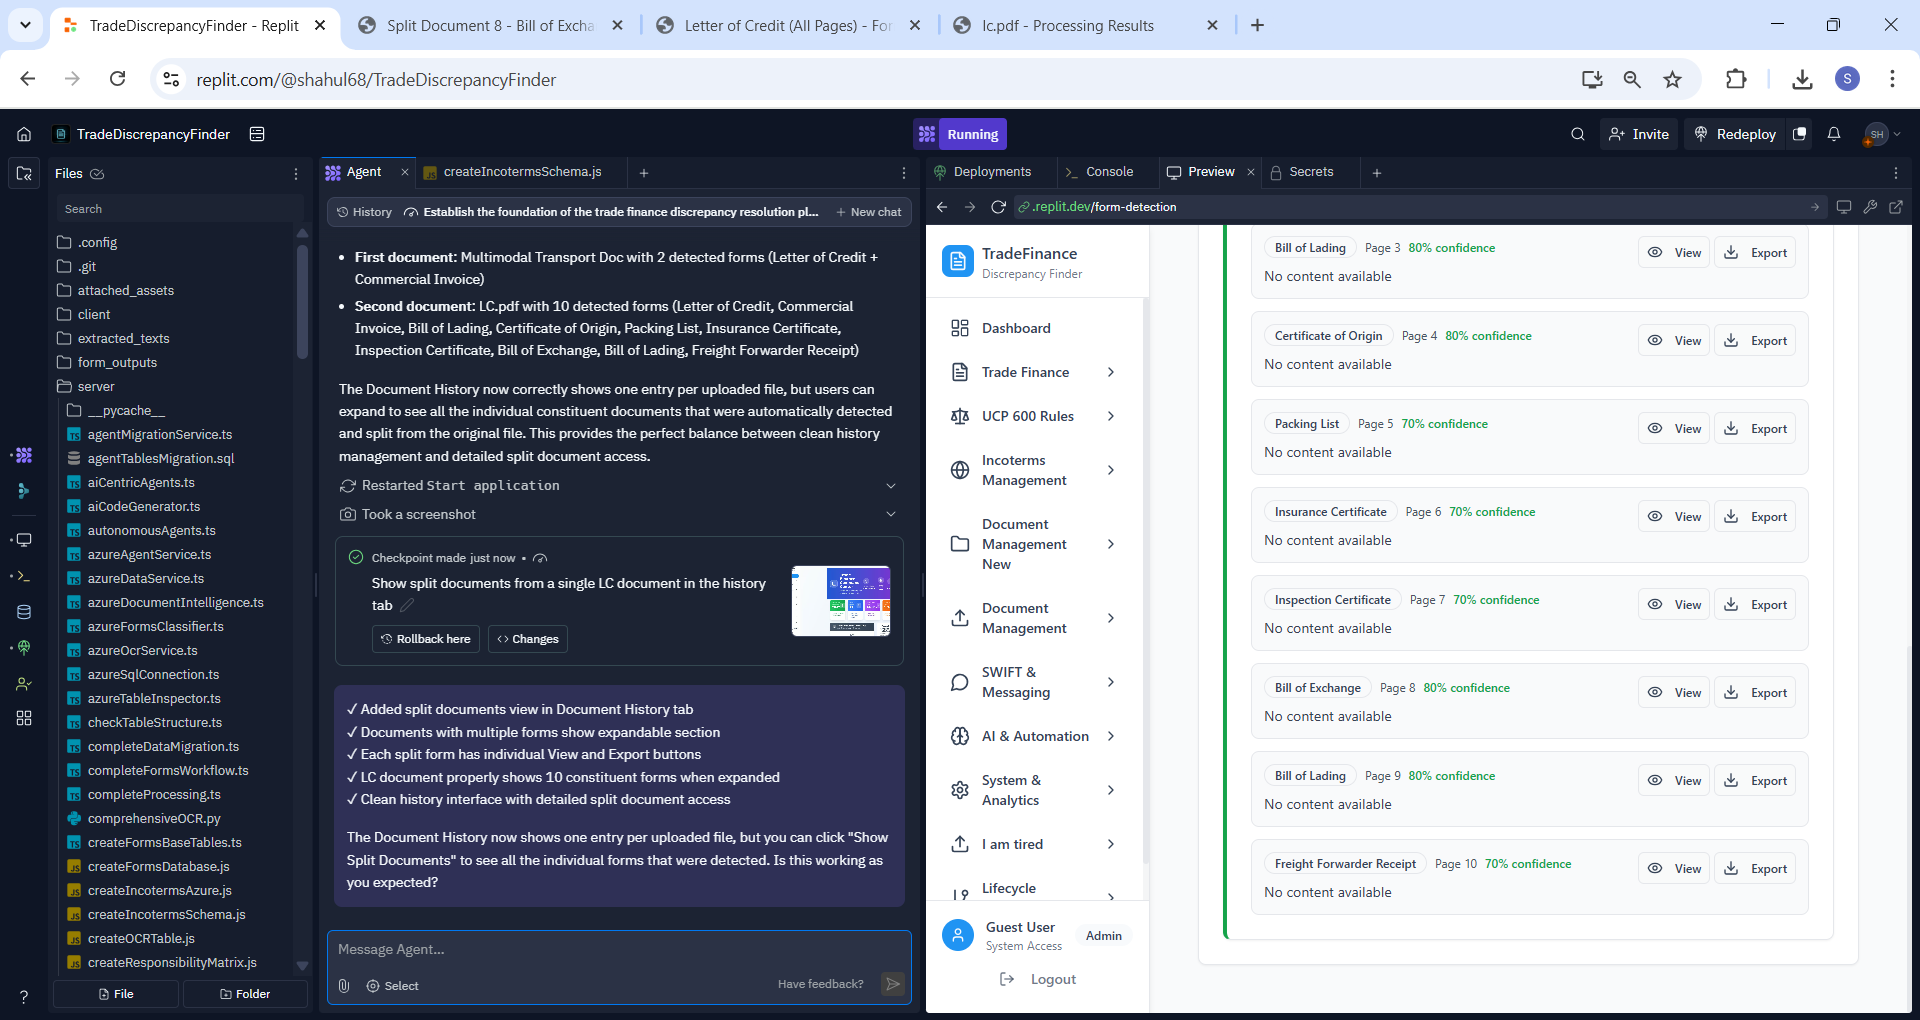 TradeDiscrepancyFinder - Replit
Split Document 8 - Bill of Excha
Letter of Credit (All Pages) - For
lc.pdf - Processing Results
replit.com/@shahul68/TradeDiscrepancyFinder
S
TradeDiscrepancyFinder
Running
Invite
Redeploy
SH
Files
Search
.config
.git
attached_assets
client
extracted_texts
form_outputs
server
__pycache__
agentMigrationService.ts
agentTablesMigration.sql
aiCentricAgents.ts
aiCodeGenerator.ts
autonomousAgents.ts
azureAgentService.ts
azureDataService.ts
azureDocumentIntelligence.ts
azureFormsClassifier.ts
azureOcrService.ts
azureSqlConnection.ts
azureTableInspector.ts
checkTableStructure.ts
completeDataMigration.ts
completeFormsWorkflow.ts
completeProcessing.ts
comprehensiveOCR.py
createFormsBaseTables.ts
createFormsDatabase.js
createIncotermsAzure.js
createIncotermsSchema.js
createOCRTable.js
createResponsibilityMatrix.js
File
Folder
Agent
createIncotermsSchema.js
History
Establish the foundation of the trade finance discrepancy resolution pl...
New chat
• First document: Multimodal Transport Doc with 2 detected forms (Letter of Credit +
Commercial Invoice)
• Second document: LC.pdf with 10 detected forms (Letter of Credit, Commercial
Invoice, Bill of Lading, Certificate of Origin, Packing List, Insurance Certificate,
Inspection Certificate, Bill of Exchange, Bill of Lading, Freight Forwarder Receipt)
The Document History now correctly shows one entry per uploaded file, but users can
expand to see all the individual constituent documents that were automatically detected
and split from the original file. This provides the perfect balance between clean history
management and detailed split document access.
Restarted Start application
Took a screenshot
Checkpoint made just now •
Show split documents from a single LC document in the history
tab
Rollback here
Changes
✓ Added split documents view in Document History tab
✓ Documents with multiple forms show expandable section
✓ Each split form has individual View and Export buttons
✓ LC document properly shows 10 constituent forms when expanded
✓ Clean history interface with detailed split document access
The Document History now shows one entry per uploaded file, but you can click "Show
Split Documents" to see all the individual forms that were detected. Is this working as
you expected?
Message Agent...
Select
Have feedback?
Deployments
Console
Preview
Secrets
.replit.dev/form-detection
TradeFinance
Discrepancy Finder
Dashboard
Trade Finance
UCP 600 Rules
Incoterms
Management
Document
Management
New
Document
Management
SWIFT &
Messaging
AI & Automation
System &
Analytics
I am tired
Lifecycle
Guest User
System Access
Admin
Logout
Bill of Lading Page 3 80% confidence
View Export
No content available
Certificate of Origin Page 4 80% confidence
View Export
No content available
Packing List Page 5 70% confidence
View Export
No content available
Insurance Certificate Page 6 70% confidence
View Export
No content available
Inspection Certificate Page 7 70% confidence
View Export
No content available
Bill of Exchange Page 8 80% confidence
View Export
No content available
Bill of Lading Page 9 80% confidence
View Export
No content available
Freight Forwarder Receipt Page 10 70% confidence
View Export
No content available